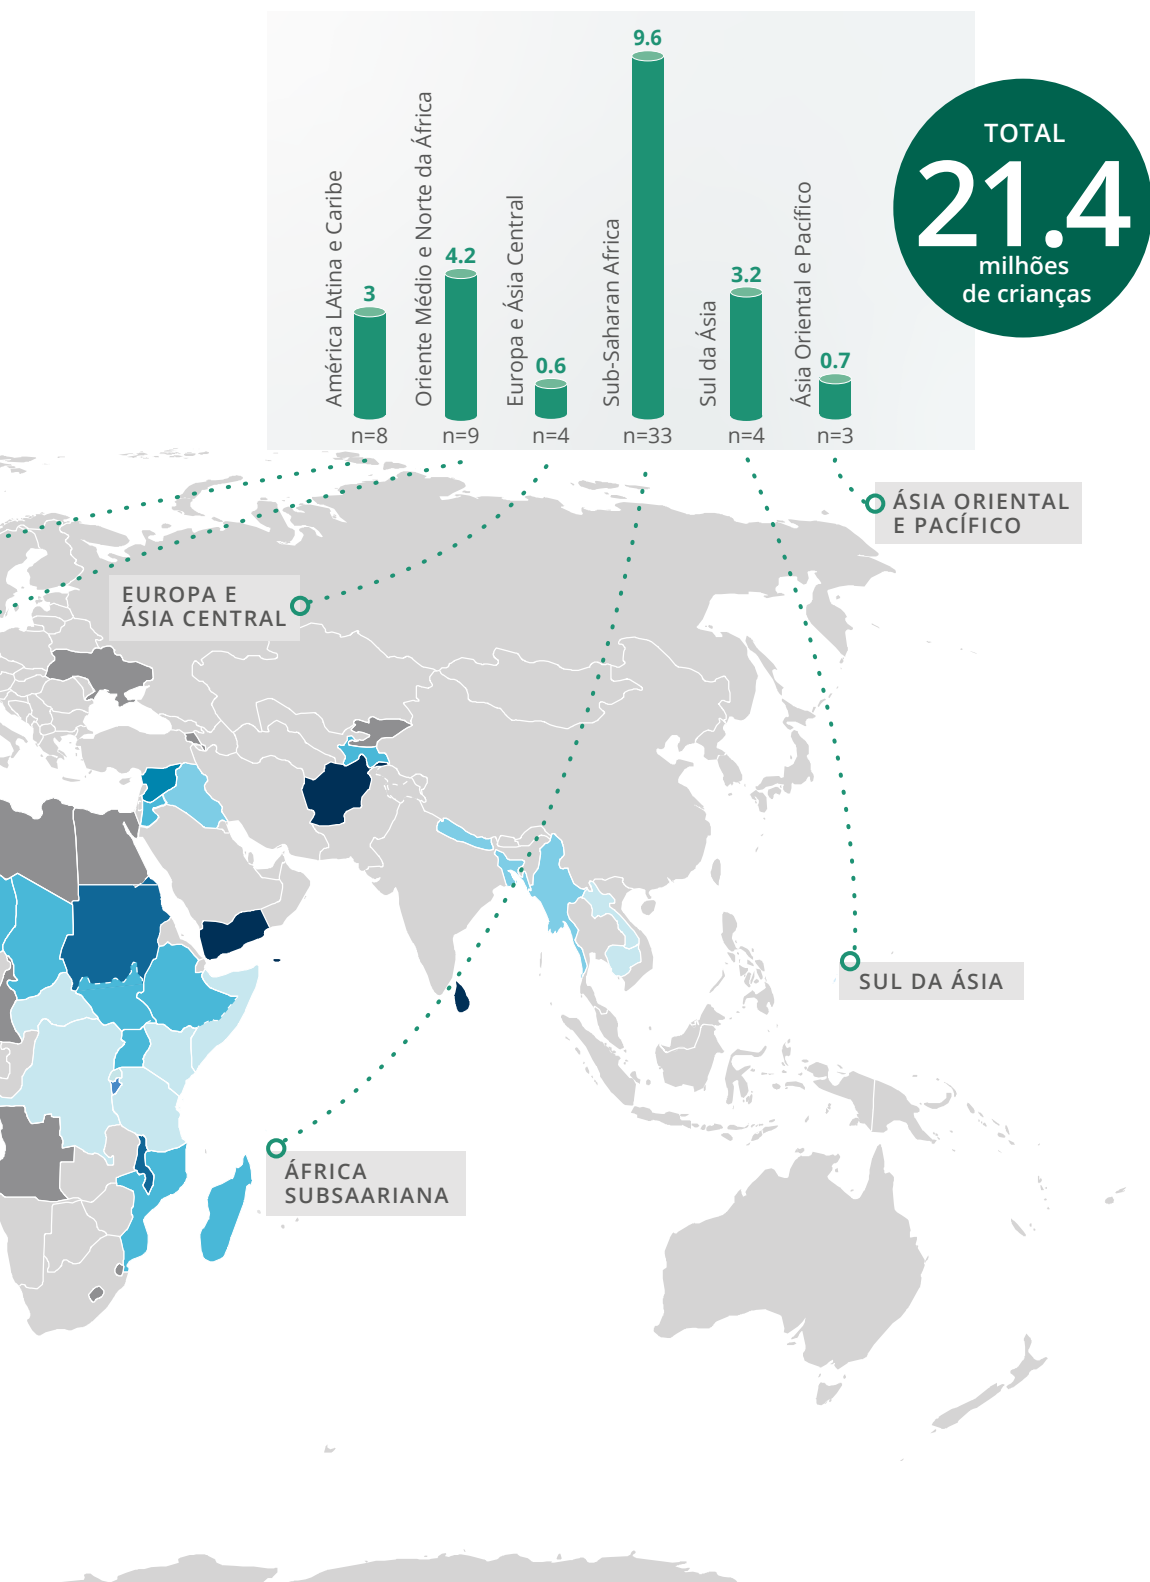 9.6
TOTAL
21.4
milhões
de crianças
América LAtina e Caribe
3
n=8
Oriente Médio e Norte da África
4.2
n=9
Europa e Ásia Central
0.6
n=4
Sub-Saharan Africa
n=33
Sul da Ásia
3.2
n=4
Ásia Oriental e Pacífico
0.7
n=3
ÁSIA ORIENTAL
E PACÍFICO
EUROPA E
ÁSIA CENTRAL
SUL DA ÁSIA
ÁFRICA
SUBSAARIANA